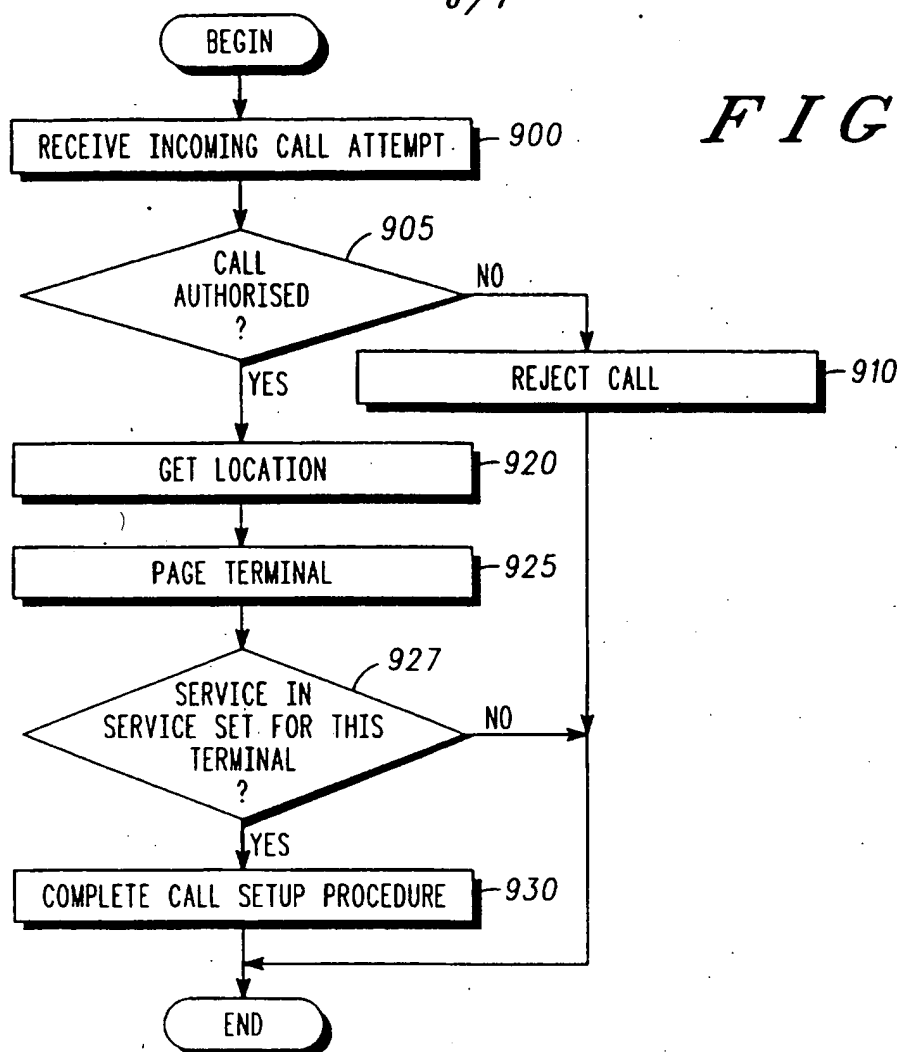 BEGIN
FIG
RECEIVE INCOMING CALL ATTEMPT
900
905
CALL
AUTHORISED
?
NO
YES
REJECT CALL
910
GET LOCATION
920
PAGE TERMINAL
925
927
SERVICE IN
SERVICE SET FOR THIS
TERMINAL
?
NO
YES
COMPLETE CALL SETUP PROCEDURE
930
END